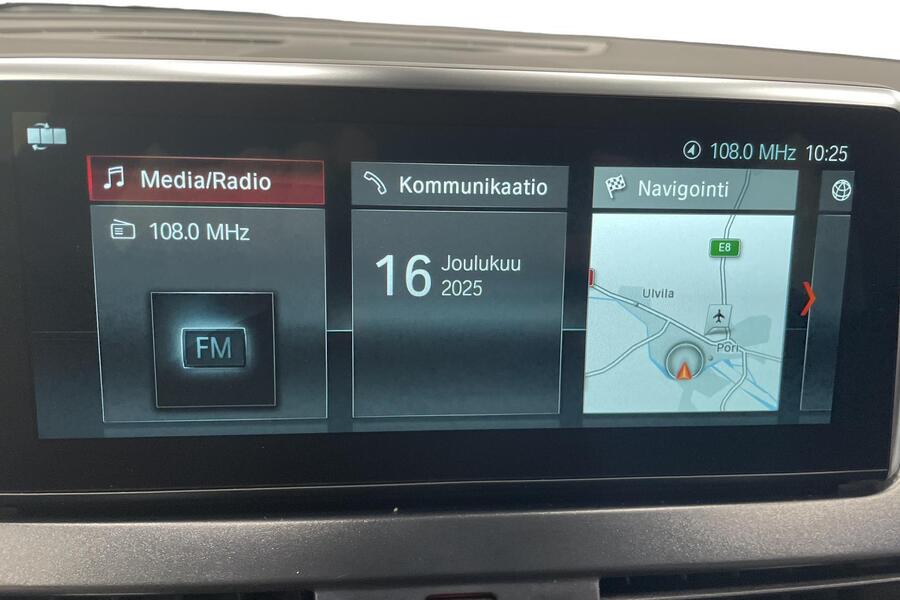 108.0 MHz 10:25
Media/Radio
108.0 MHz
FM
Kommunikaatio
16 Joulukuu
2025
Navigointi
E8
Ulvila
Pori